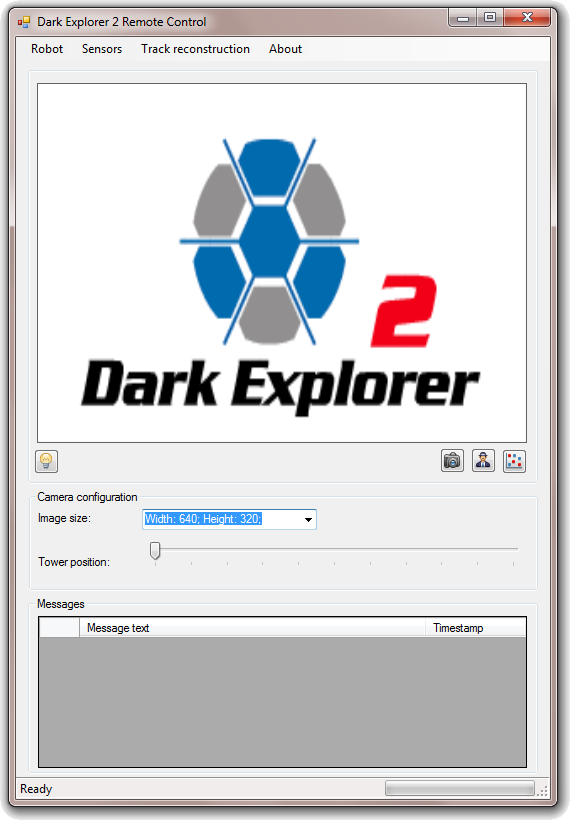 Dark Explorer 2 Remote Control
Robot Sensors Track reconstruction About
2
Dark Explorer
Camera configuration
Image size: Width: 640; Height: 320;
Tower position:
Messages
Message text Timestamp
Ready